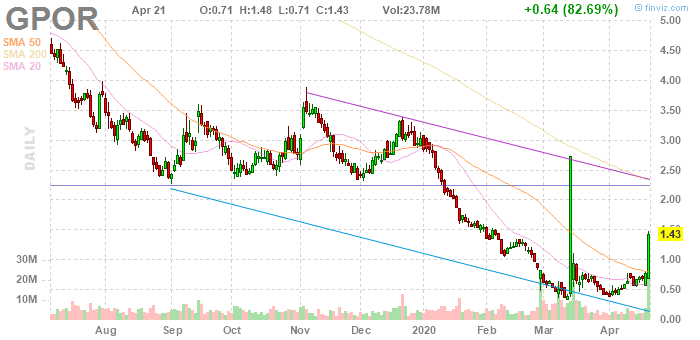 © finviz.com
GPOR Apr 21 O:0.71 H:1.48 L:0.71 C:1.43 Vol:23.78M +0.64 (82.69%)
SMA 50
SMA 200
SMA 20
DAILY
5.00
4.50
4.00
3.50
3.00
2.50
2.00
1.43
1.00
0.50
0.00
30M
20M
10M
Aug Sep Oct Nov Dec 2020 Feb Mar Apr